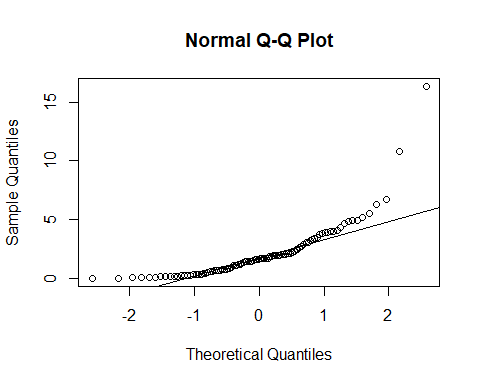 Normal Q-Q Plot
Sample Quantiles
15
10
5
0
-2 -1 0 1 2
Theoretical Quantiles